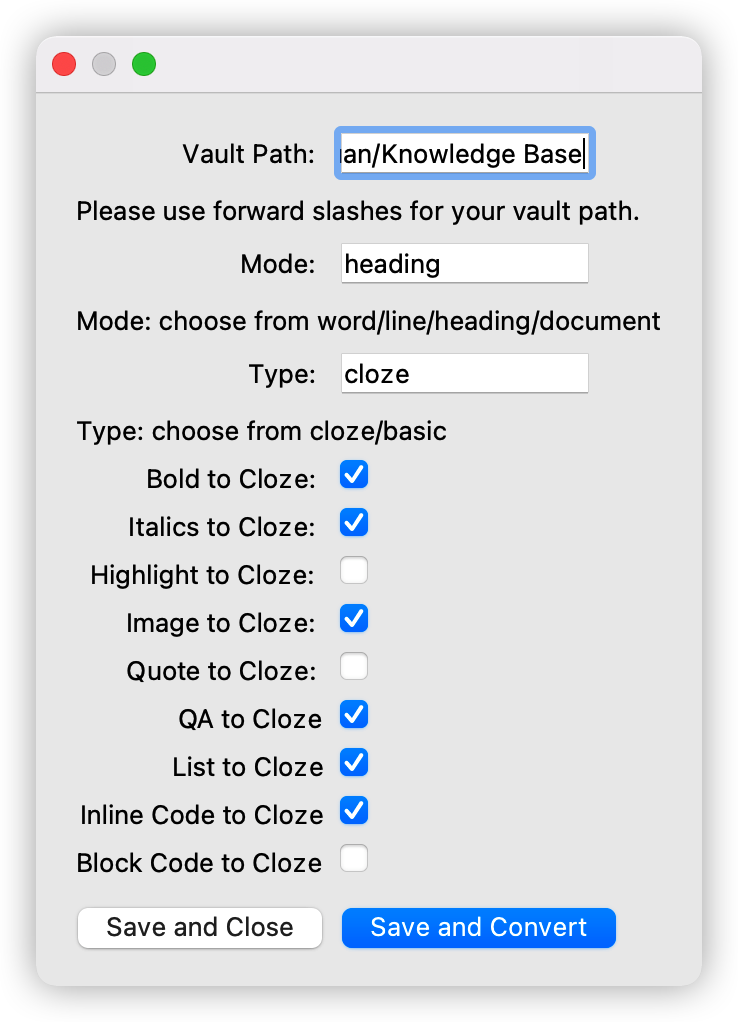 Vault Path: an/Knowledge Base
Please use forward slashes for your vault path.
Mode: heading
Mode: choose from word/line/heading/document
Type: cloze
Type: choose from cloze/basic
Bold to Cloze:
Italics to Cloze:
Highlight to Cloze:
Image to Cloze:
Quote to Cloze:
QA to Cloze
List to Cloze
Inline Code to Cloze
Block Code to Cloze
Save and Close Save and Convert